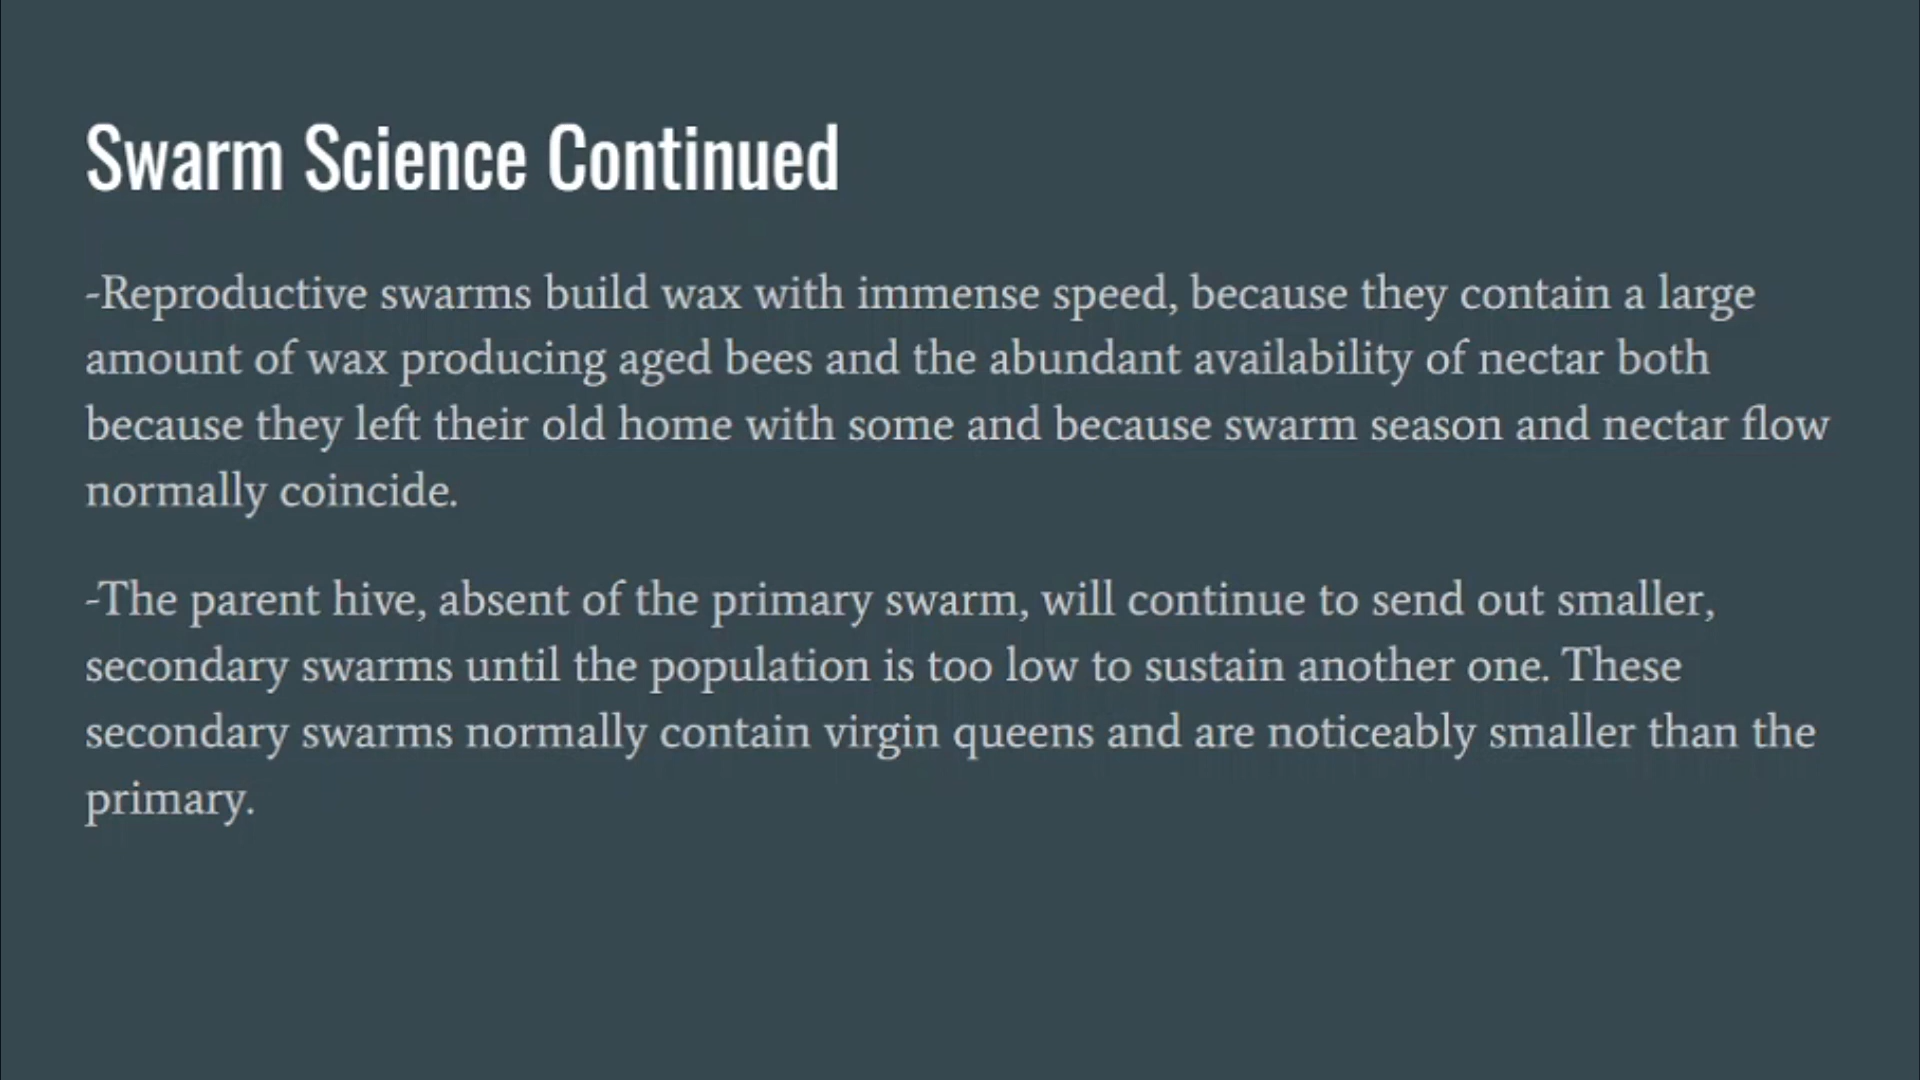 Swarm Science Continued
-Reproductive swarms build wax with immense speed, because they contain a large
amount of wax producing aged bees and the abundant availability of nectar both
because they left their old home with some and because swarm season and nectar flow
normally coincide.
-The parent hive, absent of the primary swarm, will continue to send out smaller,
secondary swarms until the population is too low to sustain another one. These
secondary swarms normally contain virgin queens and are noticeably smaller than the
primary.